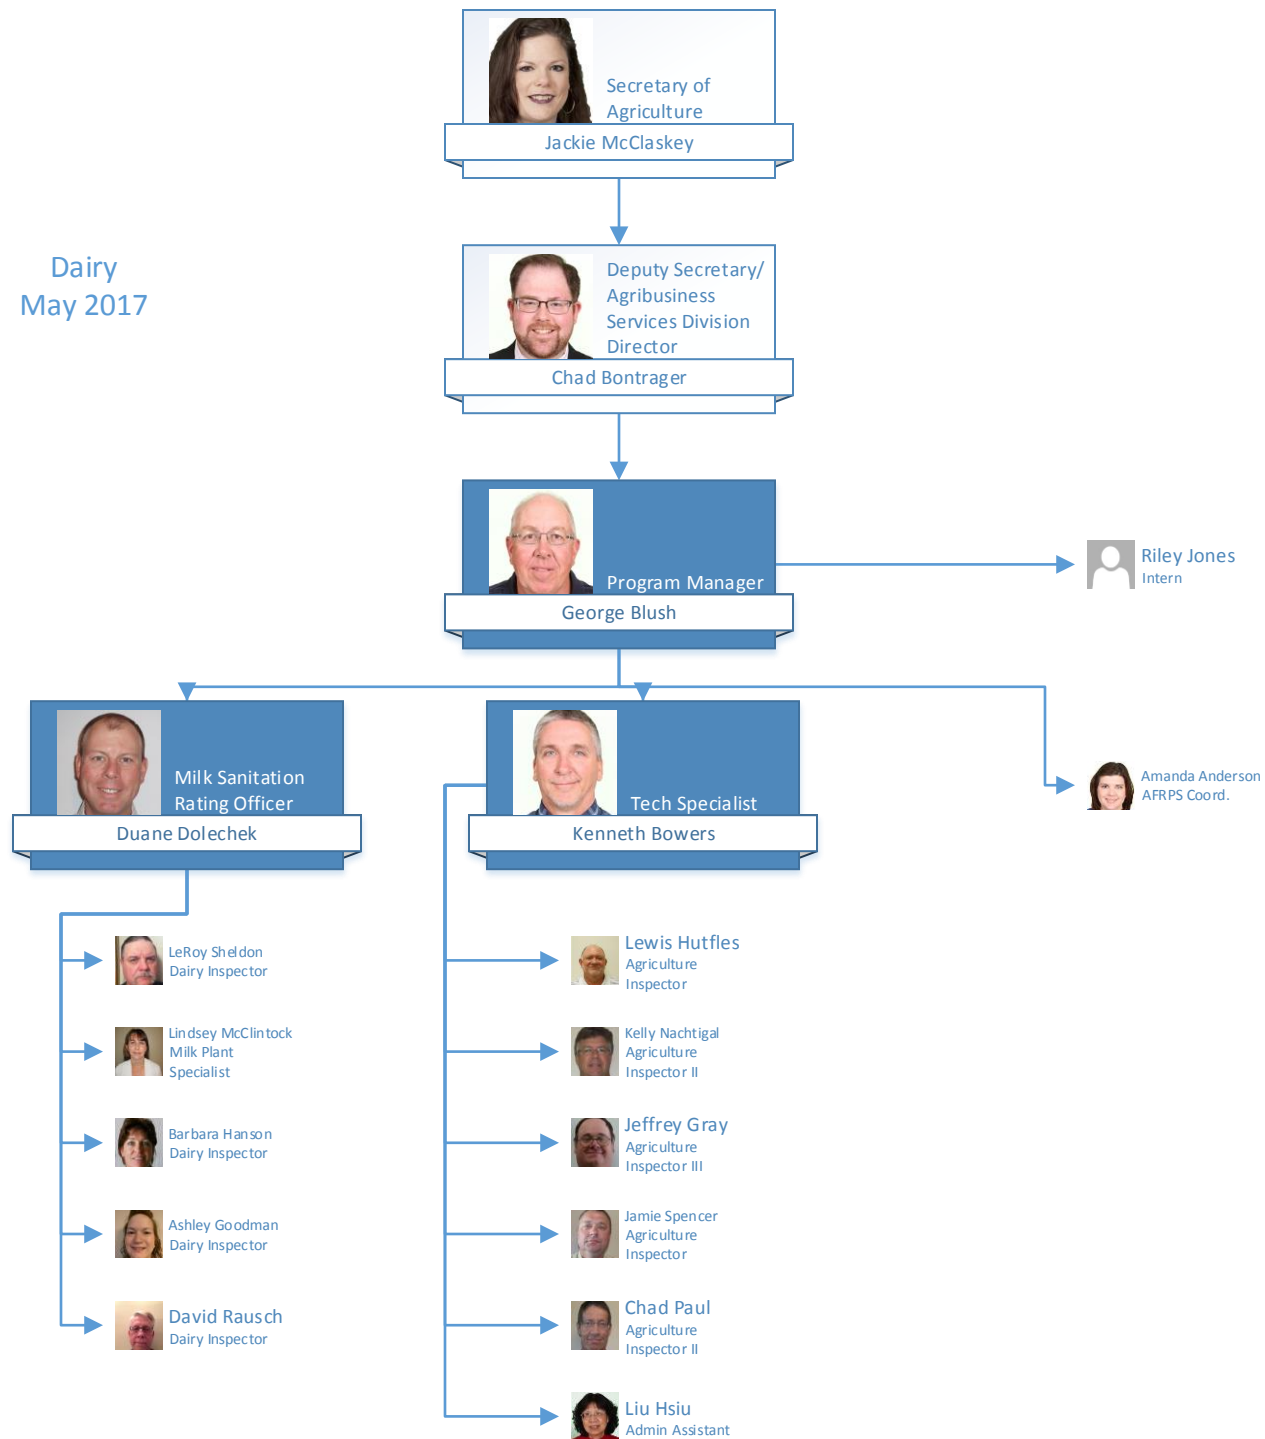 Secretary of
Agriculture
Jackie McClaskey
Dairy
May 2017
Deputy Secretary/
Agribusiness
Services Division
Director
Chad Bontrager
Program Manager
George Blush
Riley Jones
Intern
Milk Sanitation
Rating Officer
Duane Dolechek
Tech Specialist
Kenneth Bowers
Amanda Anderson
AFRPS Coord.
LeRoy Sheldon
Dairy Inspector
Lindsey McClintock
Milk Plant
Specialist
Barbara Hanson
Dairy Inspector
Ashley Goodman
Dairy Inspector
David Rausch
Dairy Inspector
Lewis Hutfles
Agriculture
Inspector
Kelly Nachtigal
Agriculture
Inspector II
Jeffrey Gray
Agriculture
Inspector III
Jamie Spencer
Agriculture
Inspector
Chad Paul
Agriculture
Inspector II
Liu Hsiu
Admin Assistant